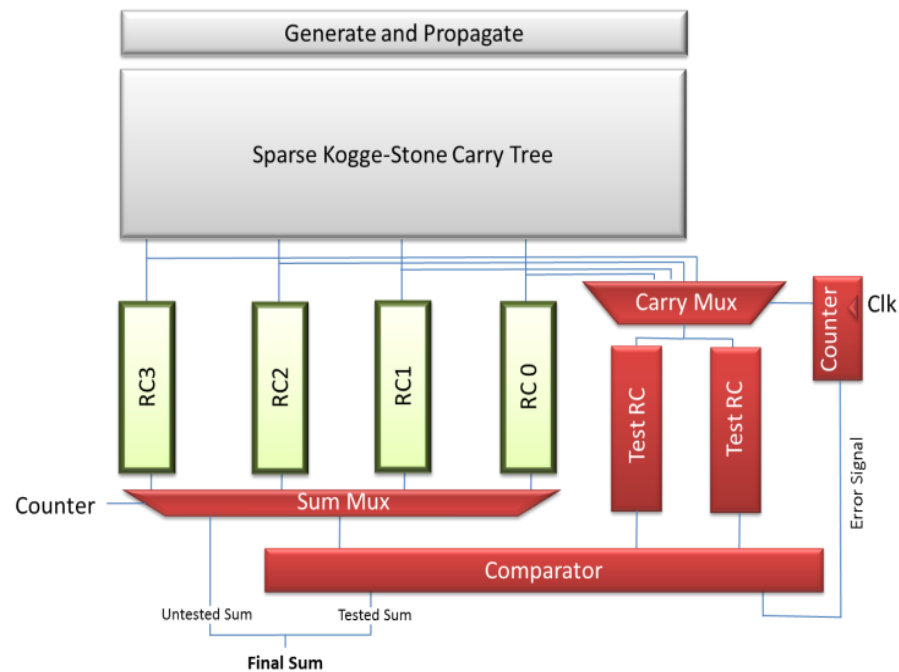 Generate and Propagate
Sparse Kogge-Stone Carry Tree
Carry Mux
Counter
Clk
RC3
RC2
RC1
RC 0
Test RC
Test RC
Error Signal
Counter
Sum Mux
Comparator
Untested Sum
Tested Sum
Final Sum